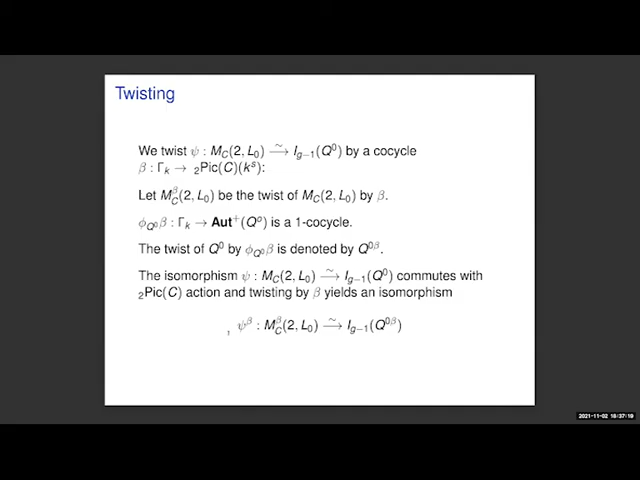 Twisting
We twist ψ : M_C(2, L_0) ⥲ I_{g−1}(Q^0) by a cocycle
β : Γ_k → ₂Pic(C)(k^s):
Let M_C^β(2, L_0) be the twist of M_C(2, L_0) by β.
ϕ_{Q^0}β : Γ_k → Aut^+(Q^o) is a 1-cocycle.
The twist of Q^0 by ϕ_{Q^0}β is denoted by Q^{0β}.
The isomorphism ψ : M_C(2, L_0) ⥲ I_{g−1}(Q^0) commutes with
₂Pic(C) action and twisting by β yields an isomorphism
, ψ^β : M_C^β(2, L_0) ⥲ I_{g−1}(Q^{0β})
2021-11-02 18:37:19